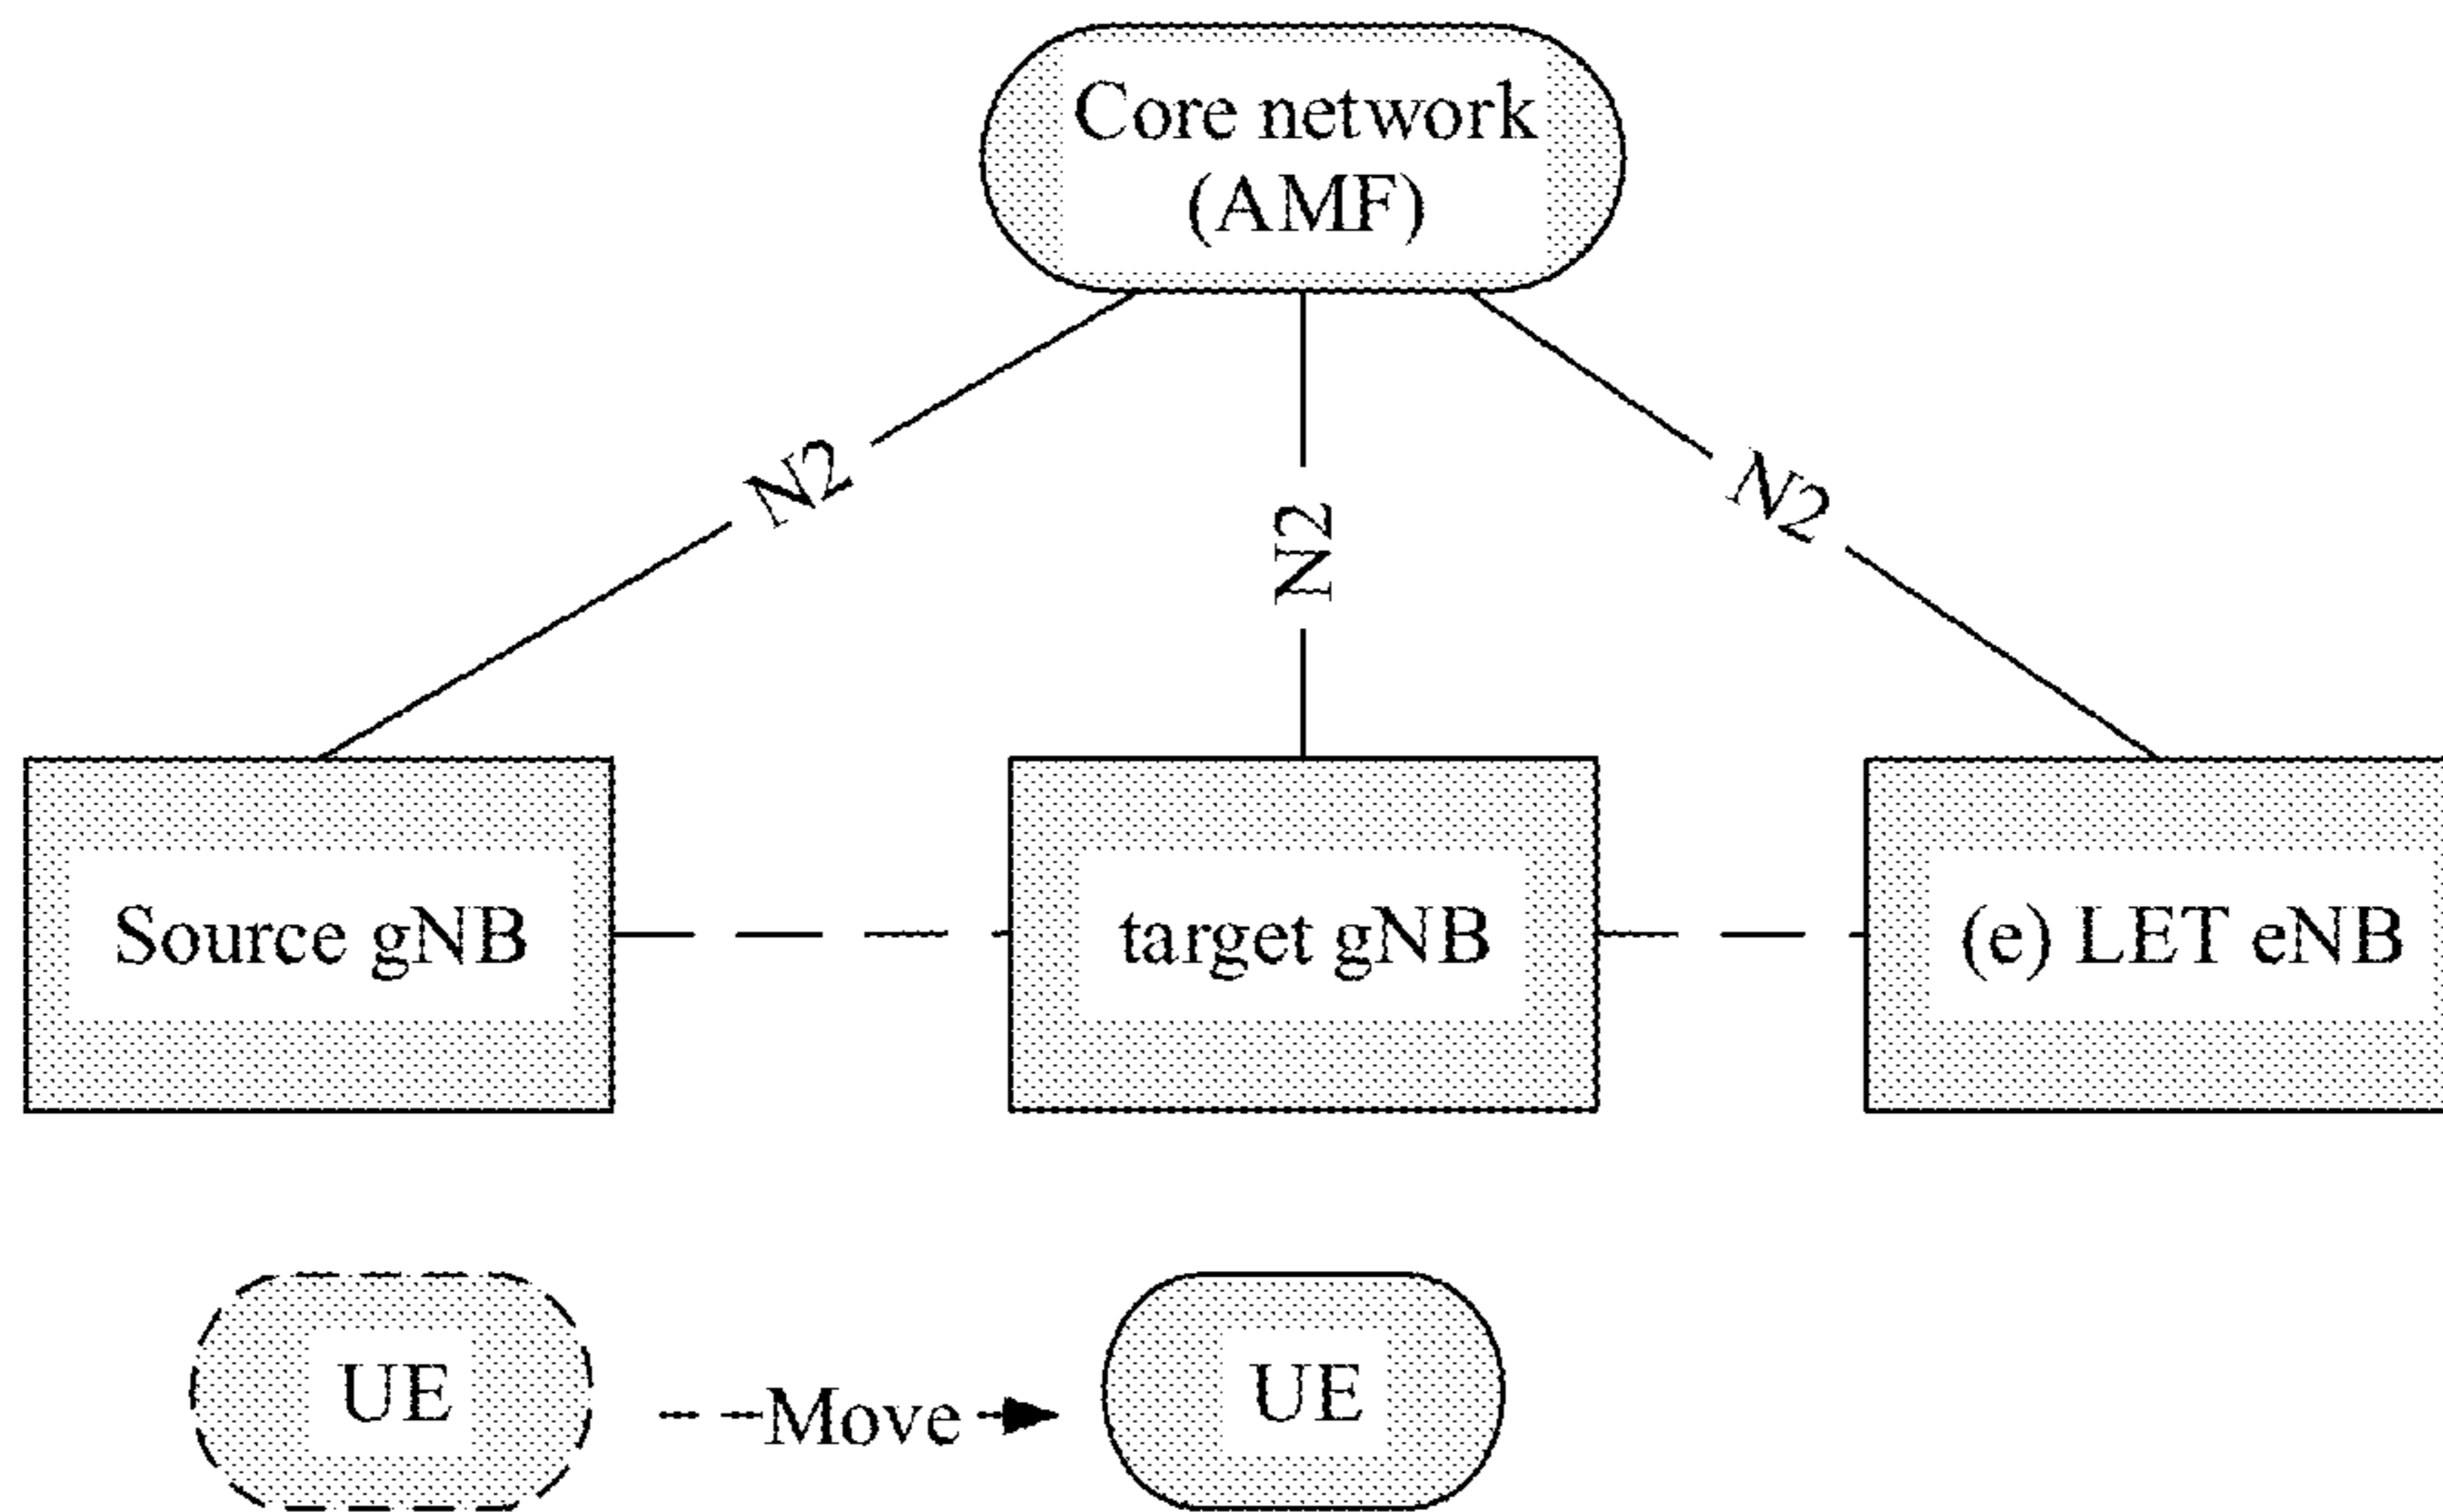 Core network
(AMF)
N2
N2
N2
Source gNB
target gNB
(e) LET eNB
UE
Move
UE